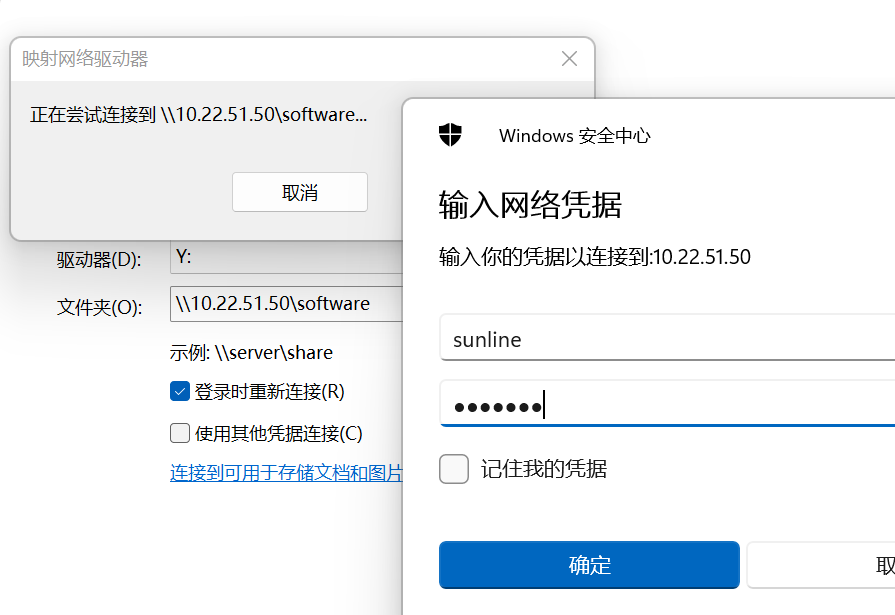 映射网络驱动器
正在尝试连接到 \\10.22.51.50\software...
取消
驱动器(D):
Y:
文件夹(O):
\\10.22.51.50\software
示例: \\server\share
登录时重新连接(R)
使用其他凭据连接(C)
连接到可用于存储文档和图片
Windows 安全中心
输入网络凭据
输入你的凭据以连接到:10.22.51.50
sunline
●●●●●●●
记住我的凭据
确定
取